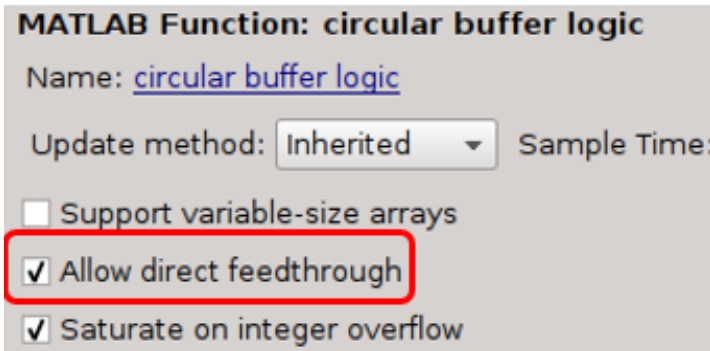 MATLAB Function: circular buffer logic
Name: circular buffer logic
Update method: Inherited Sample Time:
Support variable-size arrays
Allow direct feedthrough
Saturate on integer overflow